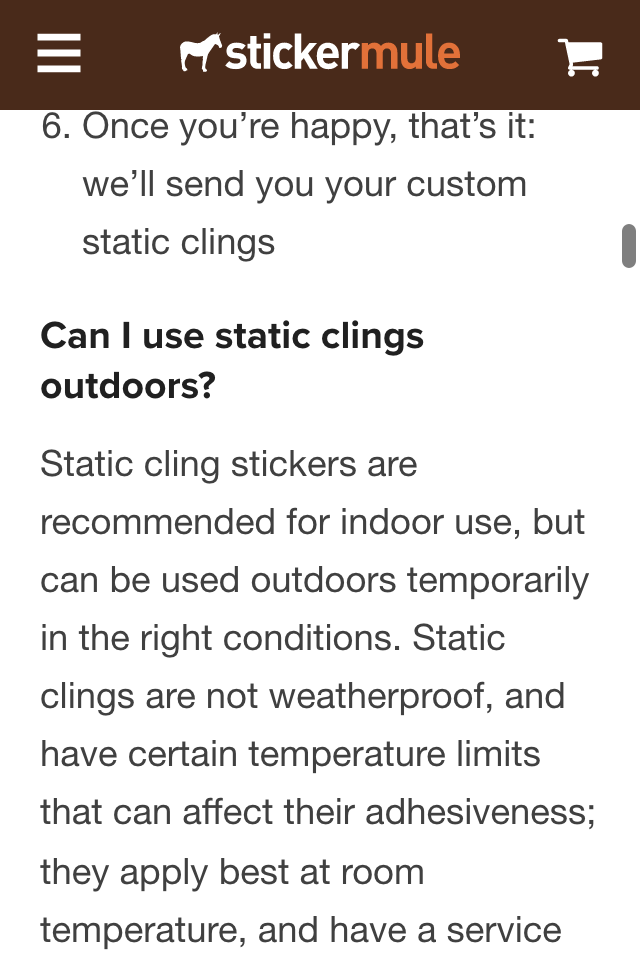 stickermule
6. Once you’re happy, that’s it:
we’ll send you your custom
static clings
Can I use static clings
outdoors?
Static cling stickers are
recommended for indoor use, but
can be used outdoors temporarily
in the right conditions. Static
clings are not weatherproof, and
have certain temperature limits
that can affect their adhesiveness;
they apply best at room
temperature, and have a service